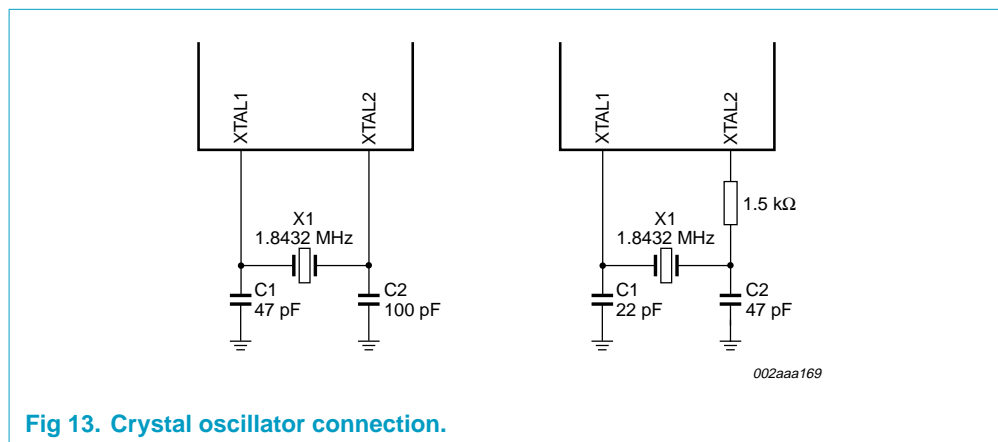 XTAL1
XTAL2
X1
1.8432 MHz
C1
47 pF
C2
100 pF
XTAL1
XTAL2
1.5 kΩ
X1
1.8432 MHz
C1
22 pF
C2
47 pF
002aaa169
Fig 13. Crystal oscillator connection.